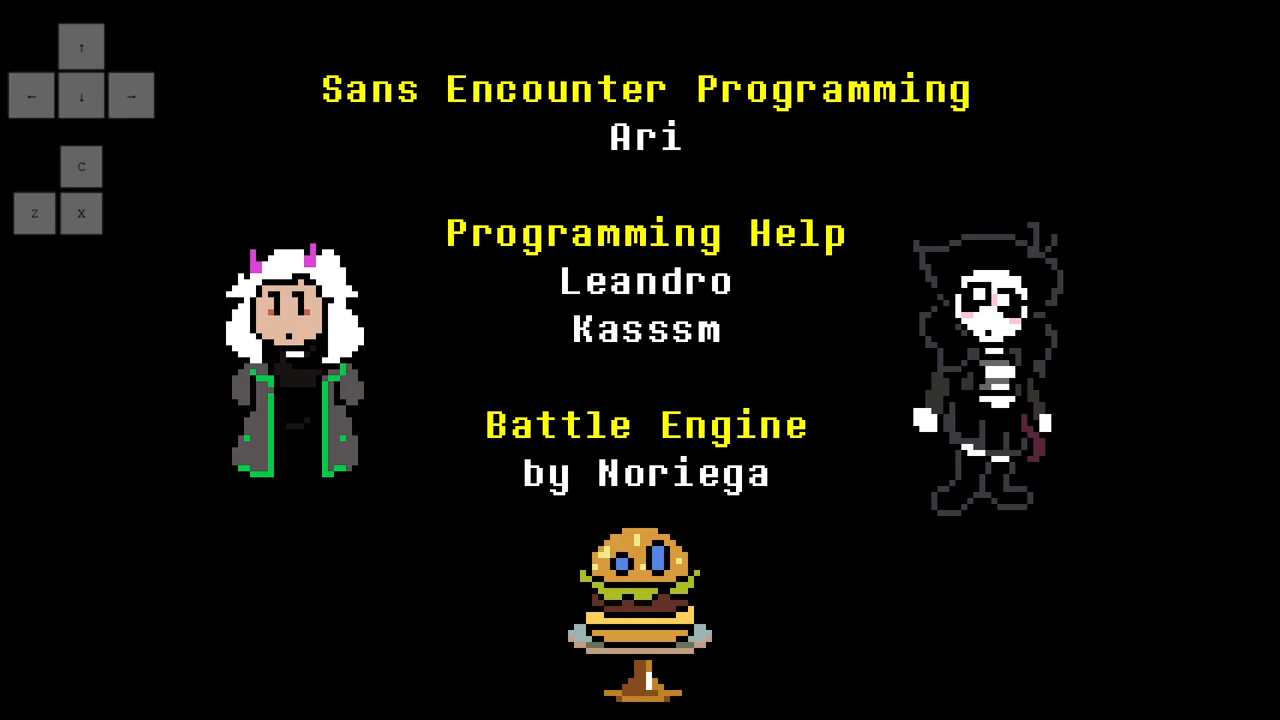 ↑
← ↓ →
C
Z X
Sans Encounter Programming
Ari
Programming Help
Leandro
Kasssm
Battle Engine
by Noriega